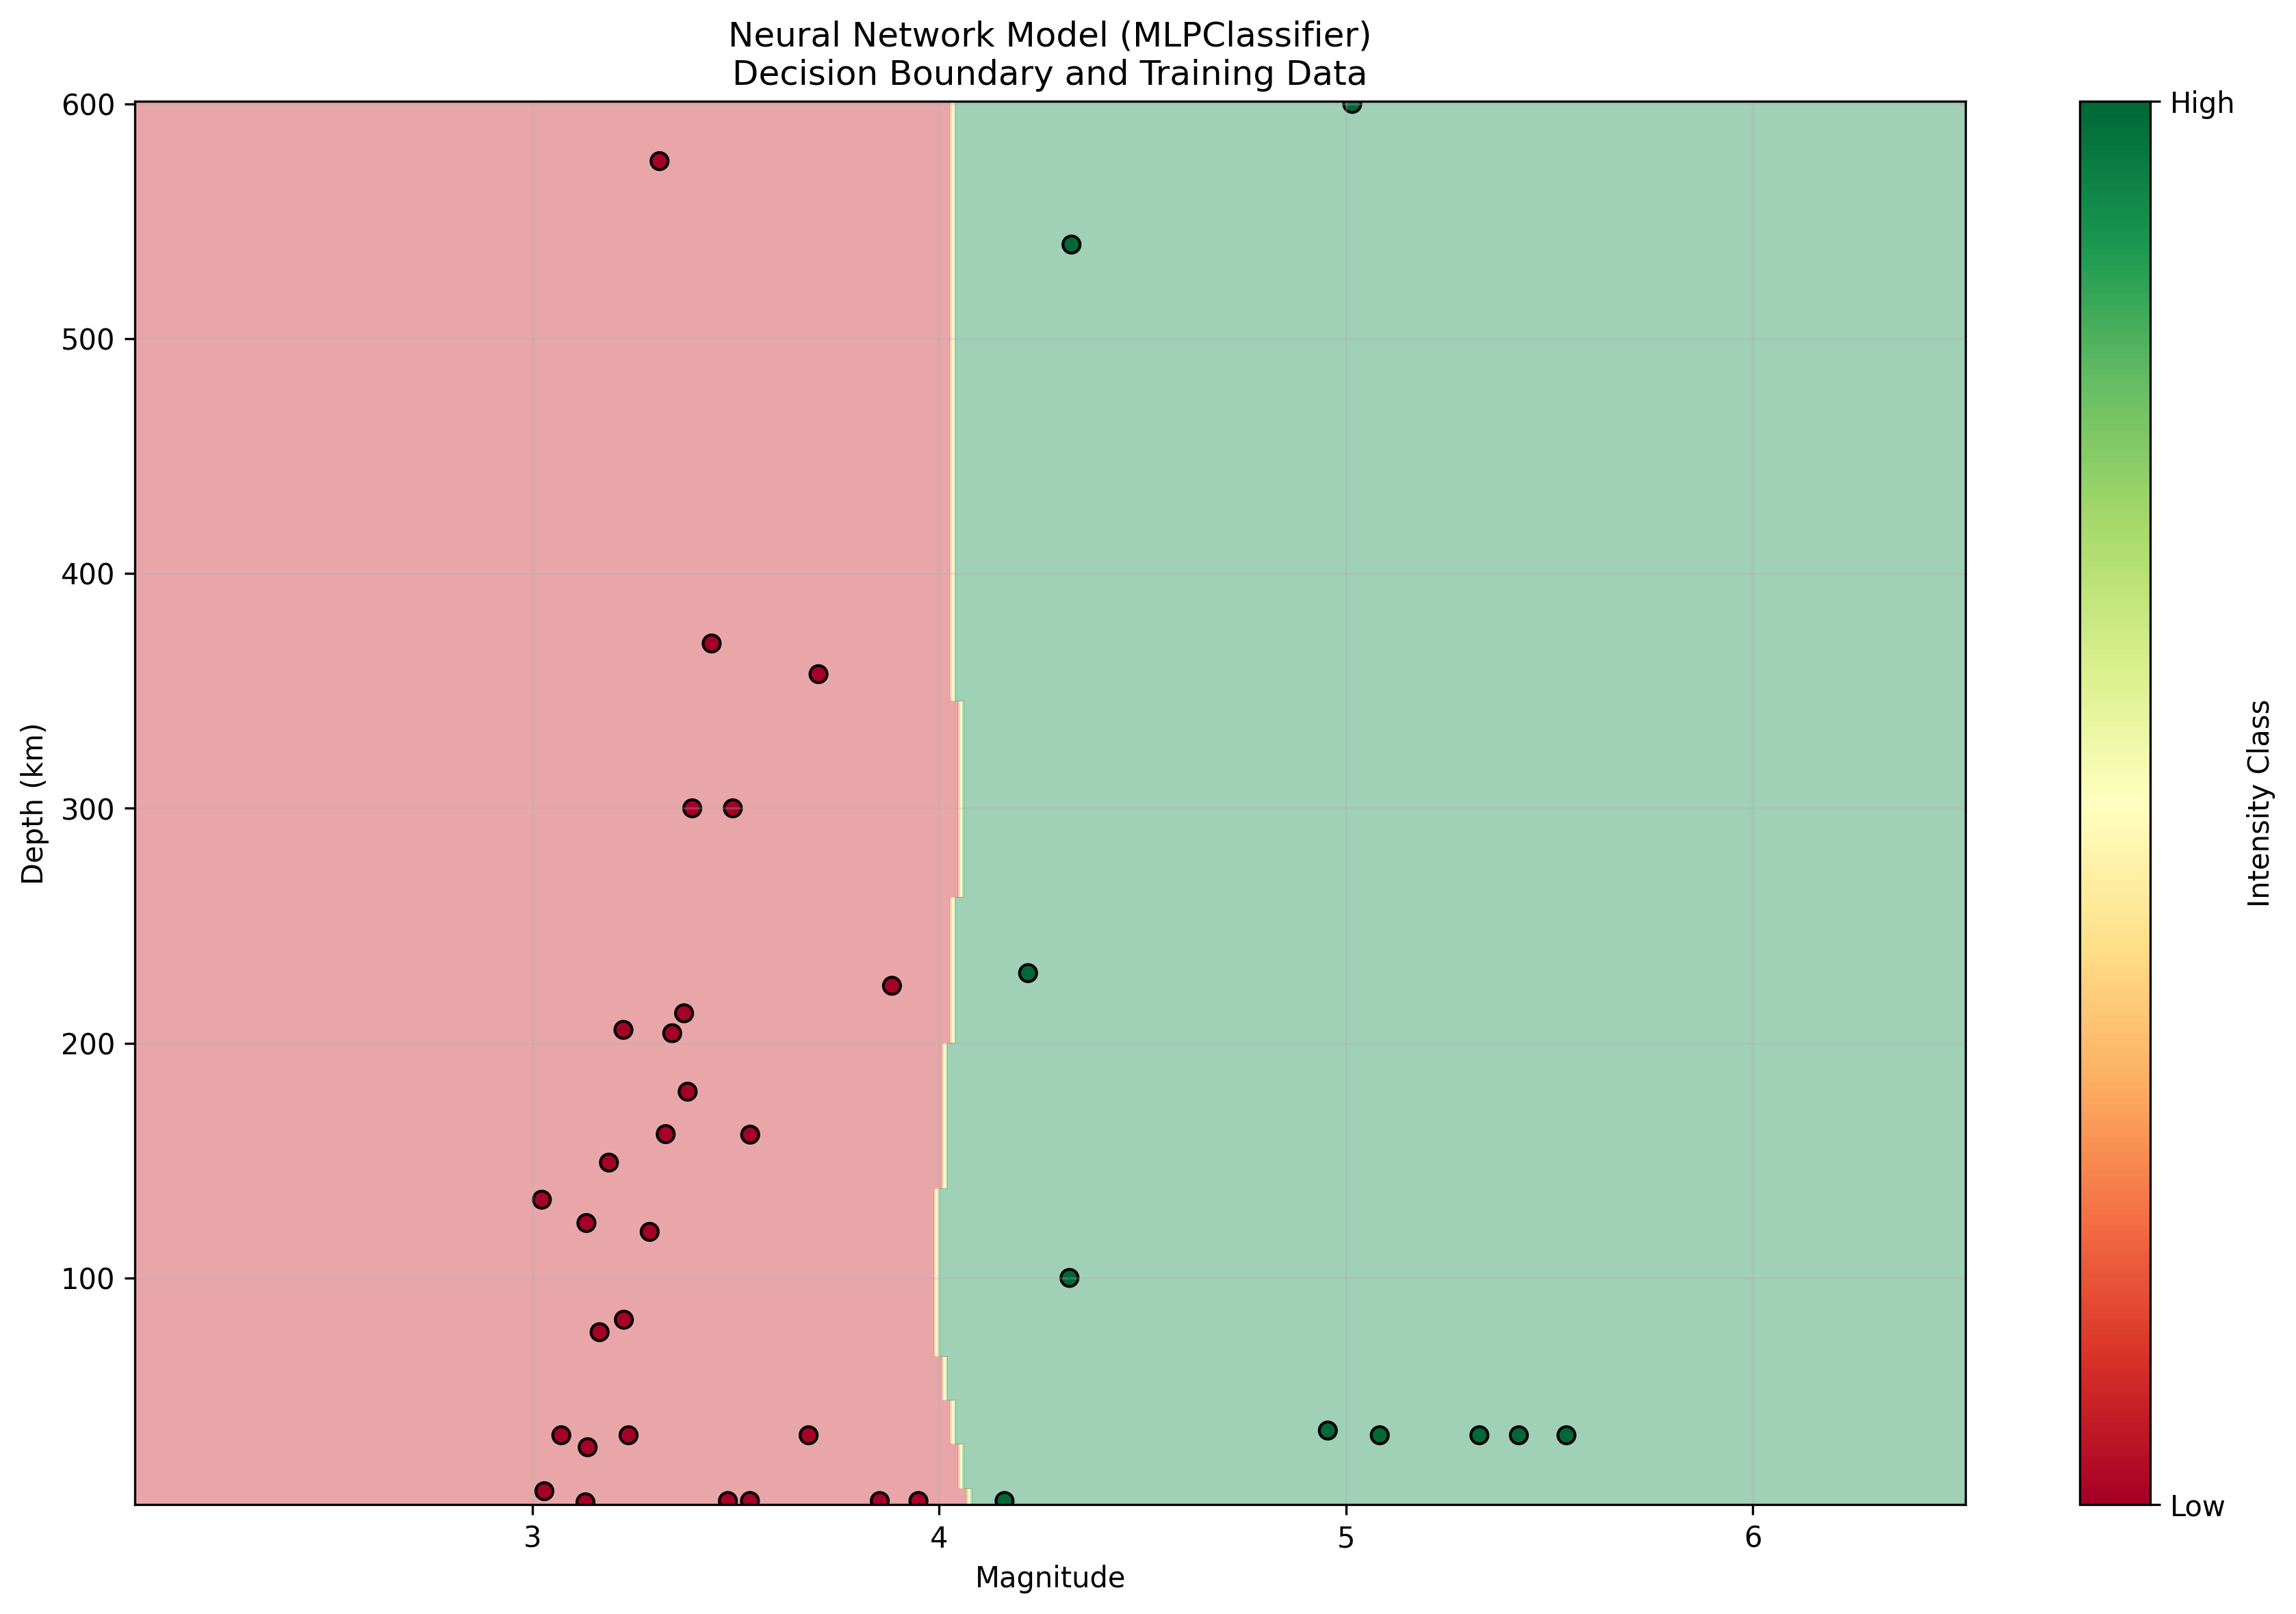 Neural Network Model (MLPClassifier)
Decision Boundary and Training Data
600
500
400
300
200
100
Depth (km)
3
4
5
6
Magnitude
High
Low
Intensity Class